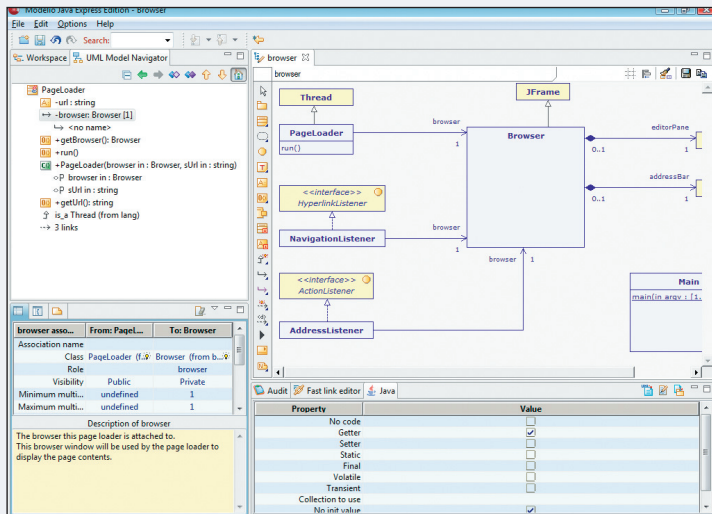 Modelio Java Express Edition - Browser
File Edit Options Help
Search:
Workspace UML Model Navigator
PageLoader
-url : string
-browser: Browser [1]
<no name>
+getBrowser(): Browser
+run()
+PageLoader(browser in : Browser, sUrl in : string)
browser in : Browser
sUrl in : string
+getUrl(): string
is_a Thread (from lang)
3 links
browser asso... From: PageL... To: Browser
Association name
Class PageLoader (f... Browser (from b...
Role browser
Visibility Public Private
Minimum multi... undefined 1
Maximum multi... undefined 1
Description of browser
The browser this page loader is attached to.
This browser window will be used by the page loader to
display the page contents.
browser
browser
Thread
JFrame
PageLoader
run()
browser
1
Browser
editorPane
0..1 1
addressBar
0..1 1
<<interface>>
HyperlinkListener
NavigationListener
browser
1
<<interface>>
ActionListener
AddressListener
browser 1
Main
main(in argv : [1..
Audit Fast link editor Java
Property Value
No code
Getter
Setter
Static
Final
Volatile
Transient
Collection to use
No init value